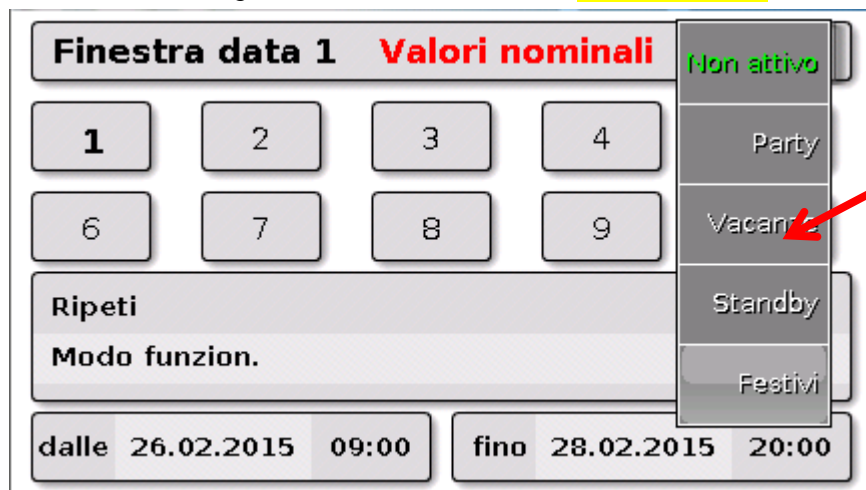 Finestra data 1 Valori nominali
Non attivo
1 2 3 4
Party
6 7 8 9
Vacanze
Ripeti
Standby
Modo funzion.
Festivi
dalle 26.02.2015 09:00 fino 28.02.2015 20:00